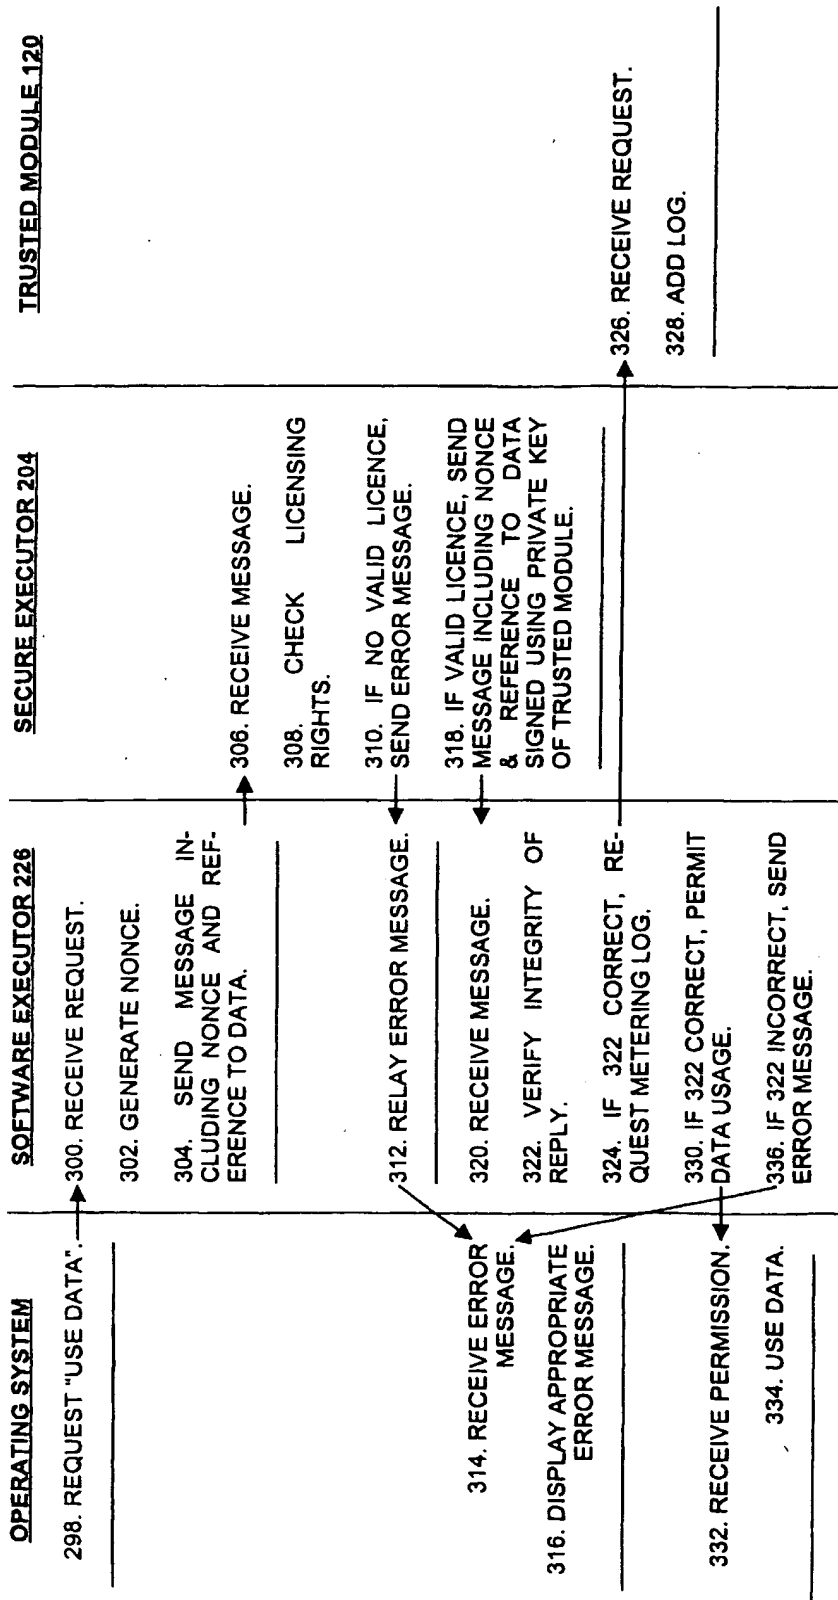 OPERATING SYSTEM
298. REQUEST "USE DATA".
314. RECEIVE ERROR
MESSAGE.
316. DISPLAY APPROPRIATE
ERROR MESSAGE.
332. RECEIVE PERMISSION.
334. USE DATA.
SOFTWARE EXECUTOR 226
300. RECEIVE REQUEST.
302. GENERATE NONCE.
304. SEND MESSAGE IN-
CLUDING NONCE AND REF-
ERENCE TO DATA.
312. RELAY ERROR MESSAGE.
320. RECEIVE MESSAGE.
322. VERIFY INTEGRITY OF
REPLY.
324. IF 322 CORRECT, RE-
QUEST METERING LOG.
330. IF 322 CORRECT, PERMIT
DATA USAGE.
336. IF 322 INCORRECT, SEND
ERROR MESSAGE.
SECURE EXECUTOR 204
306. RECEIVE MESSAGE.
308. CHECK LICENSING
RIGHTS.
310. IF NO VALID LICENCE,
SEND ERROR MESSAGE.
318. IF VALID LICENCE, SEND
MESSAGE INCLUDING NONCE
& REFERENCE TO DATA
SIGNED USING PRIVATE KEY
OF TRUSTED MODULE.
TRUSTED MODULE 120
326. RECEIVE REQUEST.
328. ADD LOG.